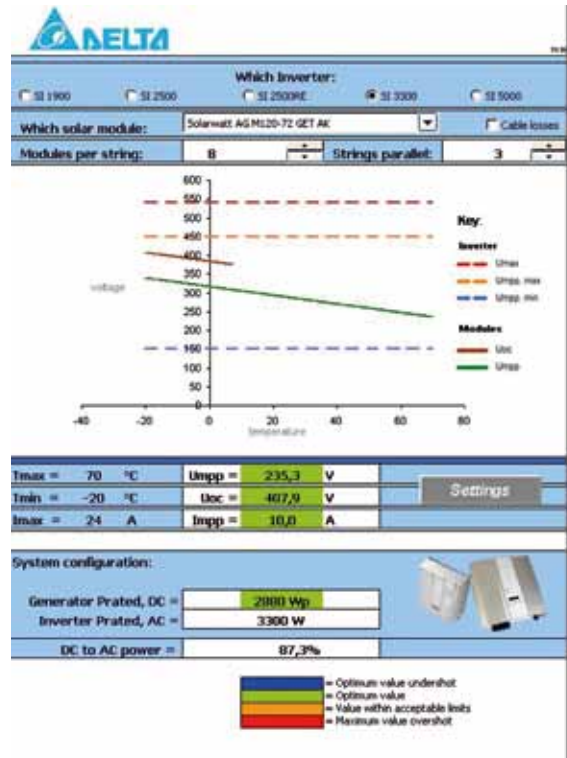 DELTA
Which Inverter:
SI 1900 SI 2500 SI 2500RE SI 3300 SI 5000
Which solar module: Solarwatt AG M120-72 GET AK Cable losses
Modules per string: 8 Strings parallel: 3
600
550
500
450
400
350
300
250
200
150
100
50
0
voltage
-40 -20 0 20 40 60 80
temperature
Key:
Inverter
Umax
Umpp, max
Umpp, min
Modules
Uoc
Umpp
Tmax = 70 °C Umpp = 235,3 V
Tmin = -20 °C Uoc = 407,9 V
Imax = 24 A Impp = 10,0 A
Settings
System configuration:
Generator Prated, DC = 2880 Wp
Inverter Prated, AC = 3300 W
DC to AC power = 87,3%
= Optimum value undershot
= Optimum value
= Value within acceptable limits
= Maximum value overshot